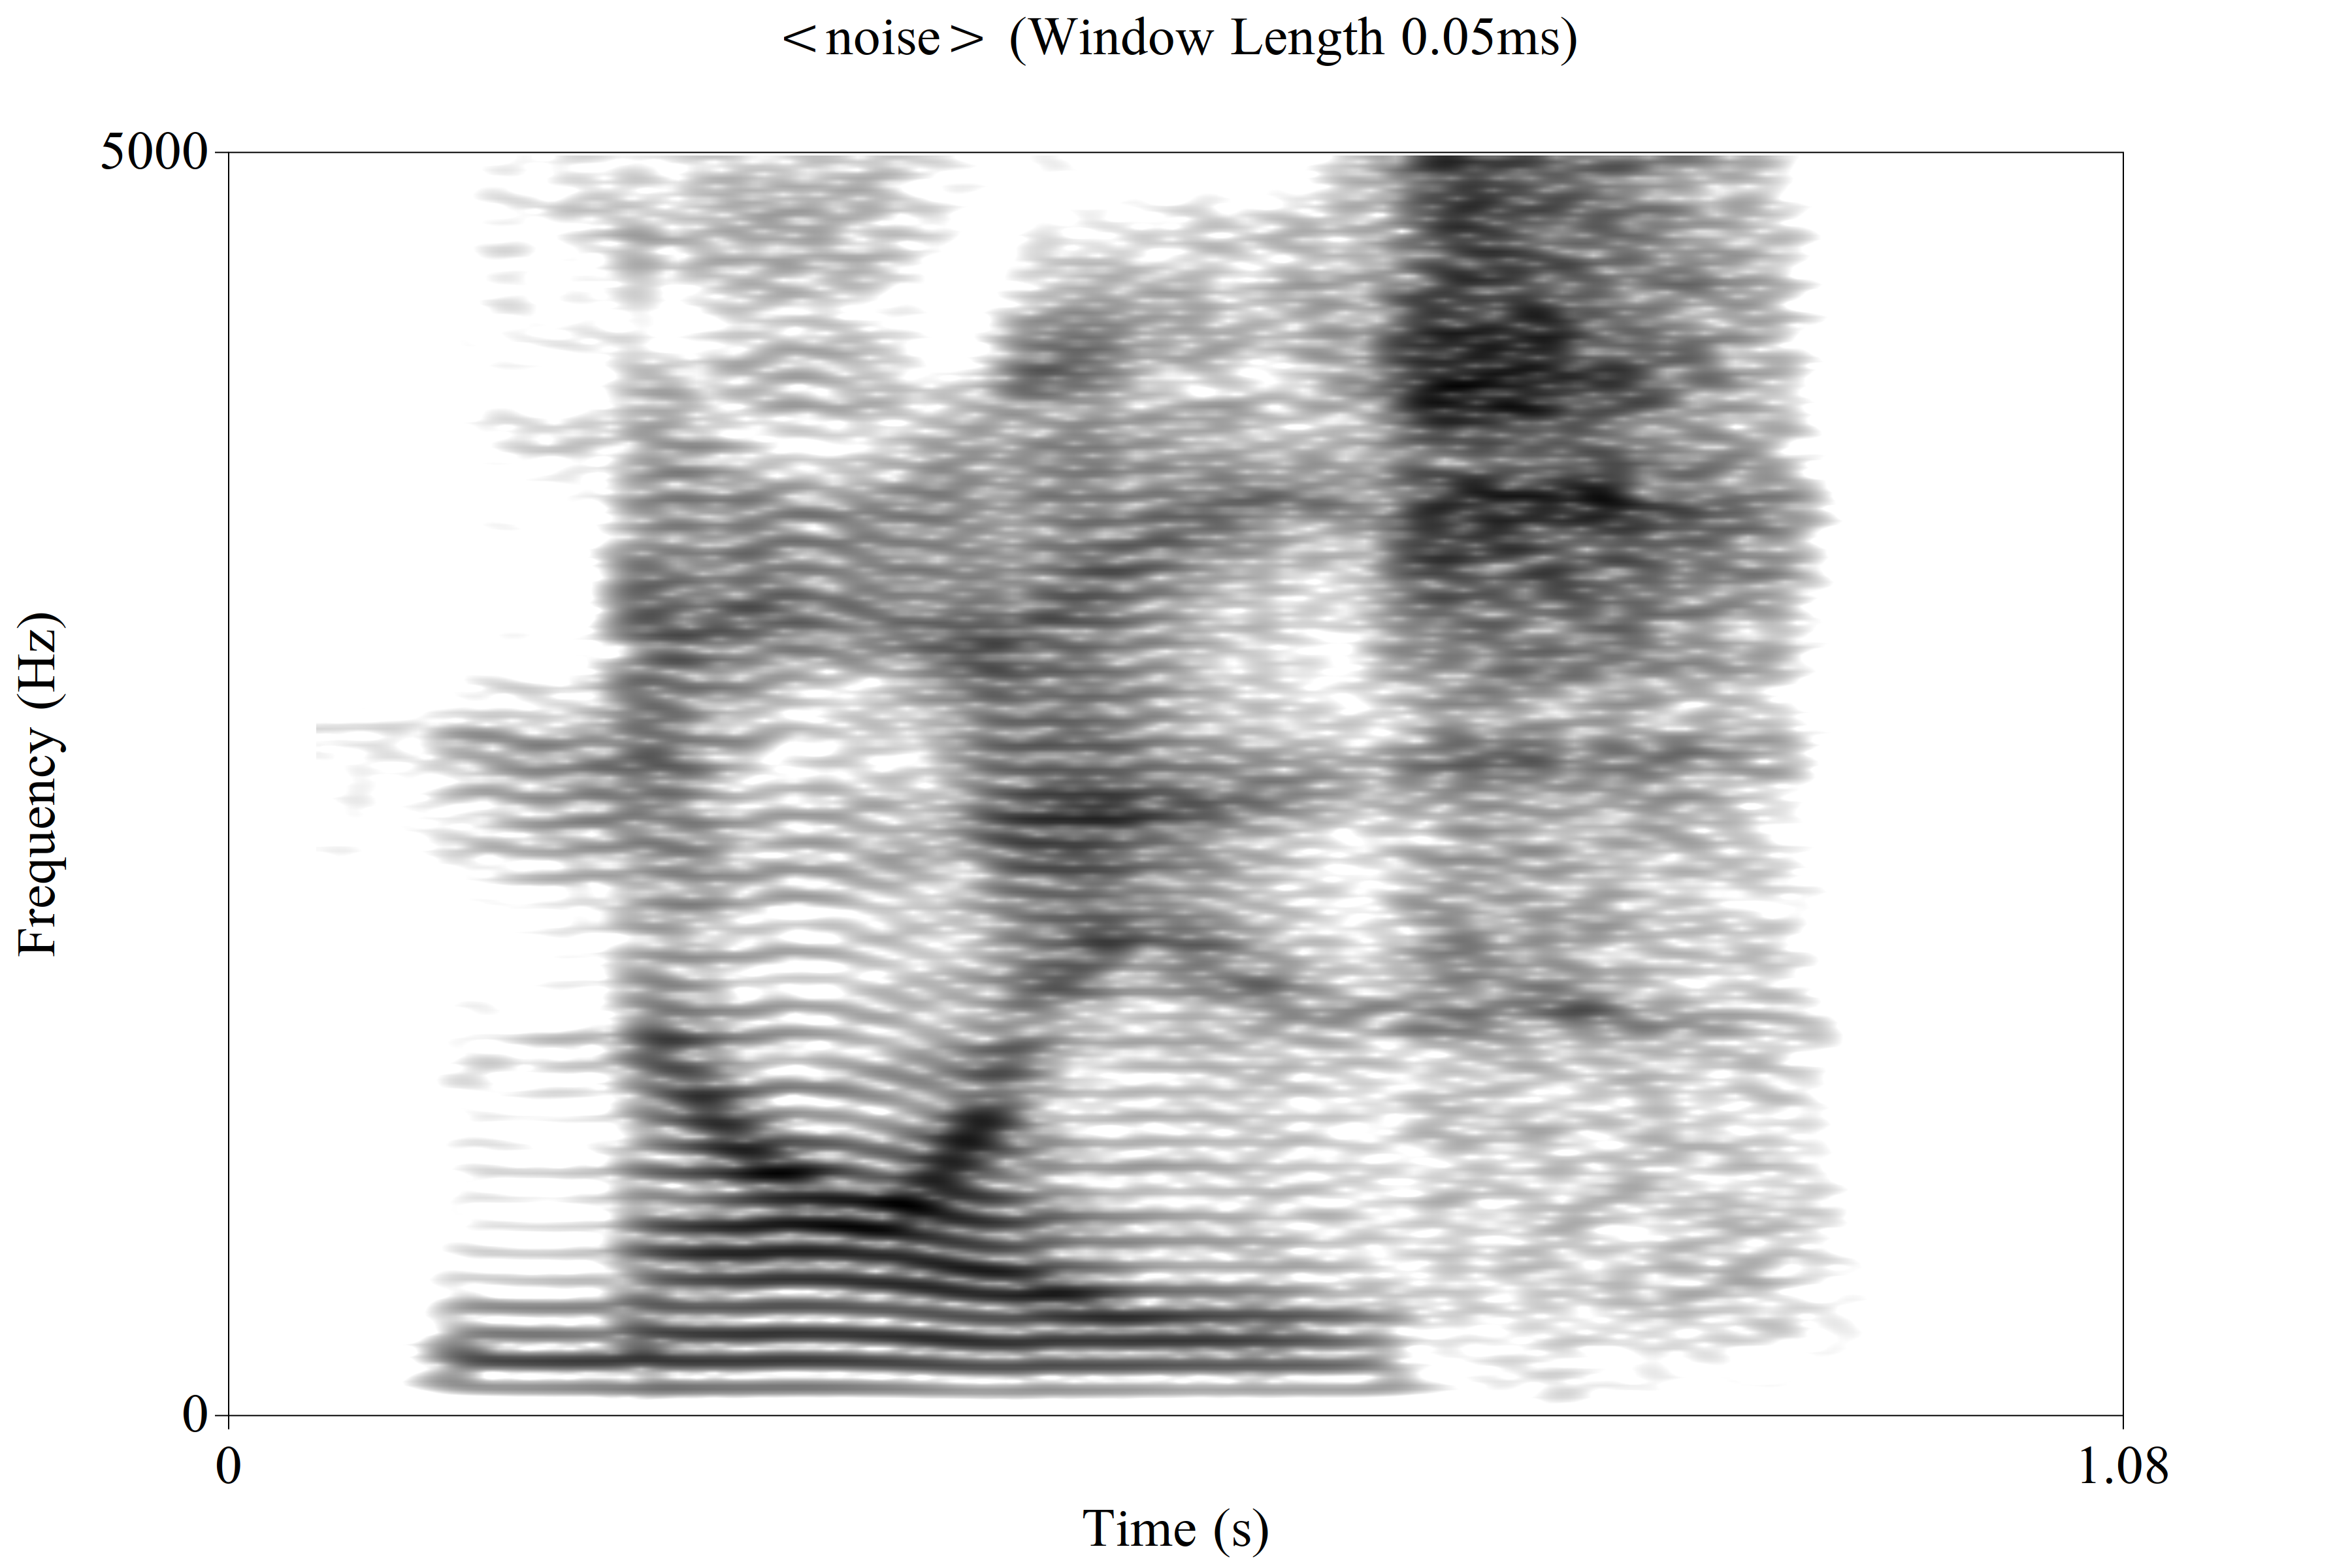 <noise> (Window Length 0.05ms)
5000
Frequency (Hz)
0
0
1.08
Time (s)